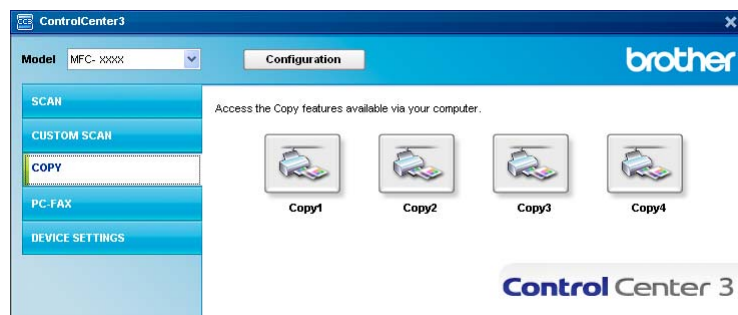 ControlCenter3
Model MFC- XXXX Configuration brother
SCAN
CUSTOM SCAN
COPY
PC-FAX
DEVICE SETTINGS
Access the Copy features available via your computer.
Copy1 Copy2 Copy3 Copy4
Control Center 3